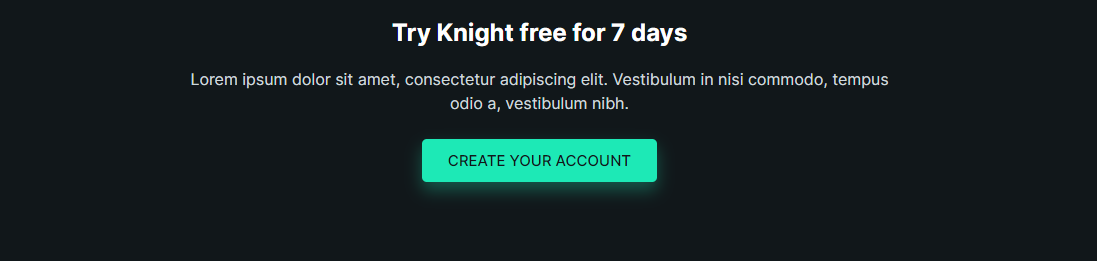 Try Knight free for 7 days
Lorem ipsum dolor sit amet, consectetur adipiscing elit. Vestibulum in nisi commodo, tempus
odio a, vestibulum nibh.
CREATE YOUR ACCOUNT